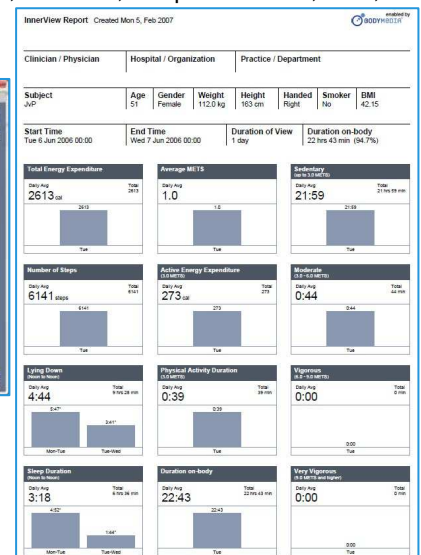 InnerView Report Created Mon 5, Feb 2007
enabled by
BODYMEDIA
Clinician / Physician Hospital / Organization Practice / Department
Subject Age Gender Weight Height Handed Smoker BMI
JvP 51 Female 112.0 kg 163 cm Right No 42.15
Start Time End Time Duration of View Duration on-body
Tue 6 Jun 2006 00:00 Wed 7 Jun 2006 00:00 1 day 22 hrs 43 min (94.7%)
Total Energy Expenditure
Daily Avg Total
2613 cal 2613
2613
Tue
Average METS
Daily Avg
1.0
1.0
Tue
Sedentary
(up to 3.0 METS)
Daily Avg Total
21:59 21 hrs 59 min
21:59
Tue
Number of Steps
Daily Avg Total
6141 steps 6141
6141
Tue
Active Energy Expenditure
(3.0 METS)
Daily Avg Total
273 cal 273
273
Tue
Moderate
(3.0 - 6.0 METS)
Daily Avg Total
0:44 44 min
0:44
Tue
Lying Down
(Noon to Noon)
Daily Avg Total
4:44 9 hrs 28 min
5:47* 3:41*
Mon-Tue Tue-Wed
Physical Activity Duration
(3.0 METS)
Daily Avg Total
0:39 39 min
0:39
Tue
Vigorous
(6.0 - 9.0 METS)
Daily Avg Total
0:00 0 min
0:00
Tue
Sleep Duration
(Noon to Noon)
Daily Avg Total
3:18 6 hrs 36 min
4:52* 1:44*
Mon-Tue Tue-Wed
Duration on-body
Daily Avg Total
22:43 22 hrs 43 min
22:43
Tue
Very Vigorous
(9.0 METS and higher)
Daily Avg Total
0:00 0 min
0:00
Tue